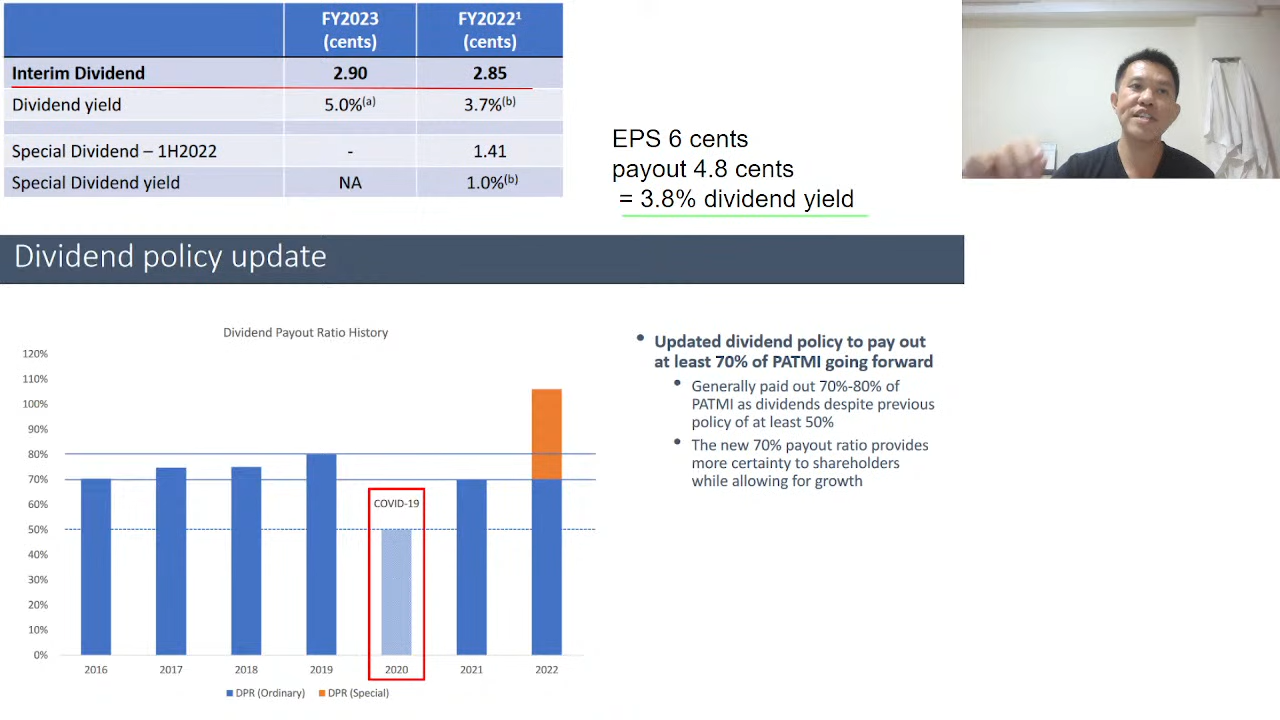 FY2023 FY2022¹
(cents) (cents)
Interim Dividend 2.90 2.85
Dividend yield 5.0%(a) 3.7%(b)
Special Dividend – 1H2022 - 1.41
Special Dividend yield NA 1.0%(b)
EPS 6 cents
payout 4.8 cents
= 3.8% dividend yield
Dividend policy update
Dividend Payout Ratio History
120%
110%
100%
90%
80%
70%
60%
50%
40%
30%
20%
10%
0%
COVID-19
2016 2017 2018 2019 2020 2021 2022
DPR (Ordinary) DPR (Special)
• Updated dividend policy to pay out
at least 70% of PATMI going forward
• Generally paid out 70%-80% of
PATMI as dividends despite previous
policy of at least 50%
• The new 70% payout ratio provides
more certainty to shareholders
while allowing for growth